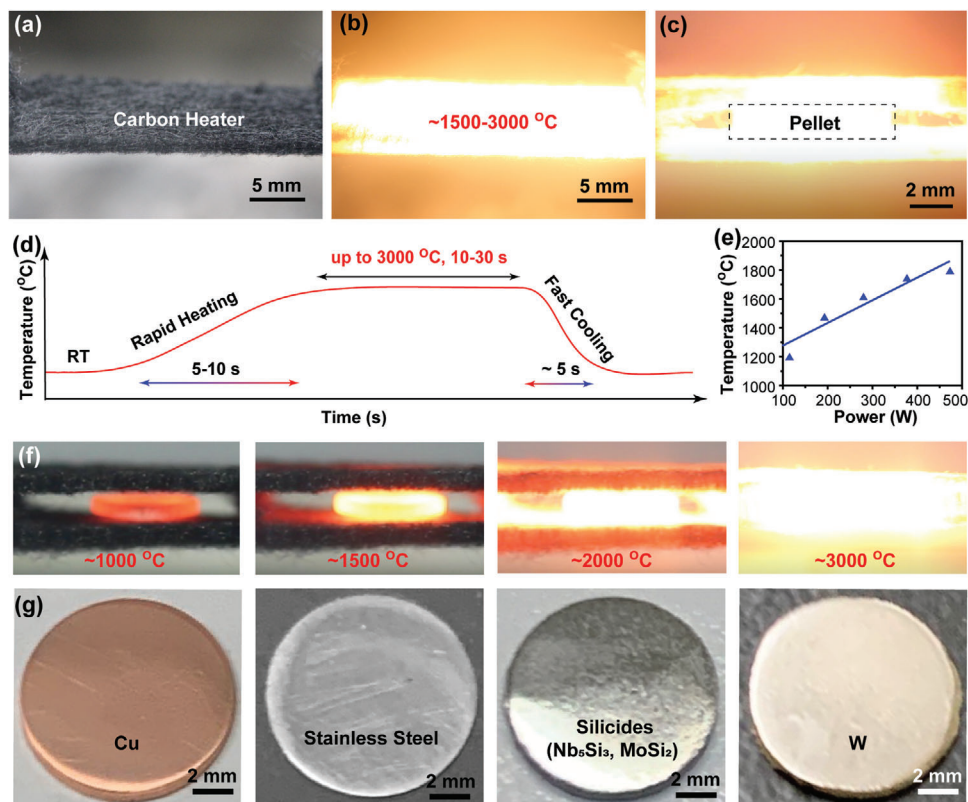 (a)
Carbon Heater
5 mm
(b)
~1500-3000 °C
5 mm
(c)
Pellet
2 mm
(d)
Temperature (°C)
RT
Rapid Heating
5-10 s
up to 3000 °C, 10-30 s
Fast Cooling
~ 5 s
Time (s)
(e)
Temperature (°C)
2000
1800
1600
1400
1200
1000
100
200
300
400
500
Power (W)
(f)
~1000 °C
~1500 °C
~2000 °C
~3000 °C
(g)
Cu
2 mm
Stainless Steel
2 mm
Silicides
(Nb₅Si₃, MoSi₂)
2 mm
W
2 mm